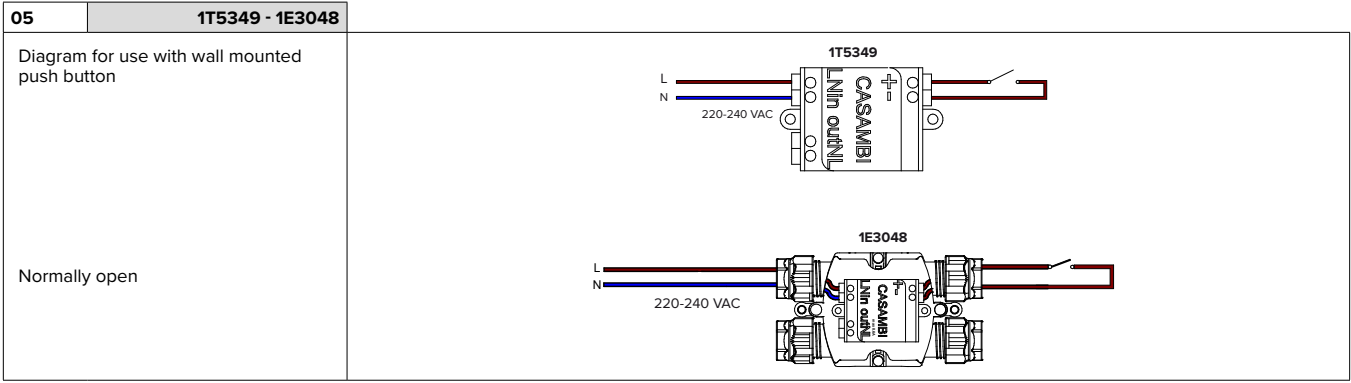 05
1T5349 - 1E3048
Diagram for use with wall mounted
push button
1T5349
L
N
220-240 VAC
LNin outNL
CASAMBI
+-
Normally open
1E3048
L
N
220-240 VAC
LNin outNL
CASAMBI
+-